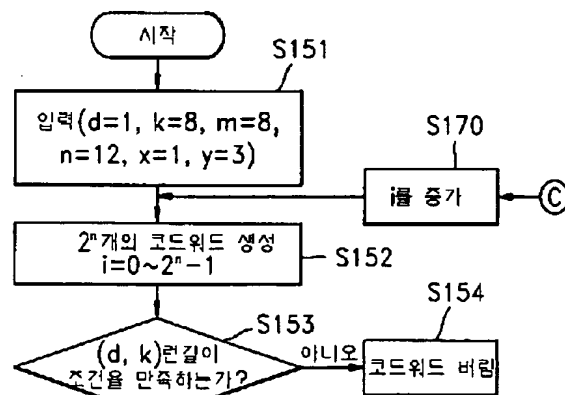 시작
S151
입력(d=1, k=8, m=8,
n=12, x=1, y=3)
S170
i를 증가
C
2ⁿ개의 코드워드 생성
i=0~2ⁿ-1
S152
S153
(d, k)런길이
조건을 만족하는가?
아니오
S154
코드워드 버림